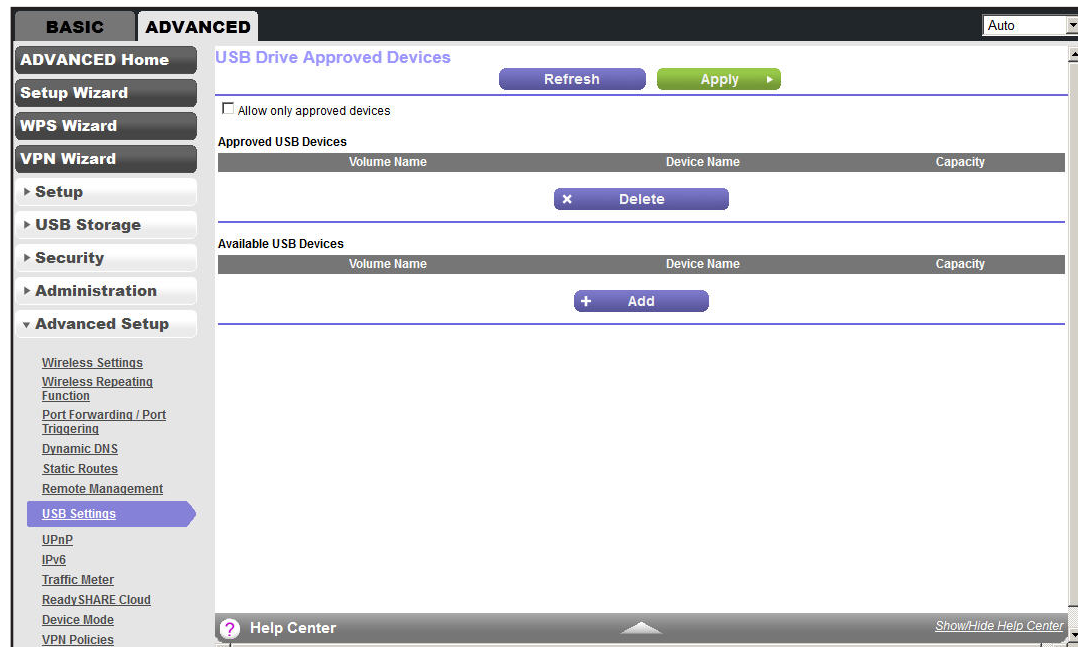 BASIC
ADVANCED
Auto
ADVANCED Home
Setup Wizard
WPS Wizard
VPN Wizard
Setup
USB Storage
Security
Administration
Advanced Setup
Wireless Settings
Wireless Repeating
Function
Port Forwarding / Port
Triggering
Dynamic DNS
Static Routes
Remote Management
USB Settings
UPnP
IPv6
Traffic Meter
ReadySHARE Cloud
Device Mode
VPN Policies
USB Drive Approved Devices
Refresh
Apply
Allow only approved devices
Approved USB Devices
Volume Name Device Name Capacity
Delete
Available USB Devices
Volume Name Device Name Capacity
Add
? Help Center
Show/Hide Help Center